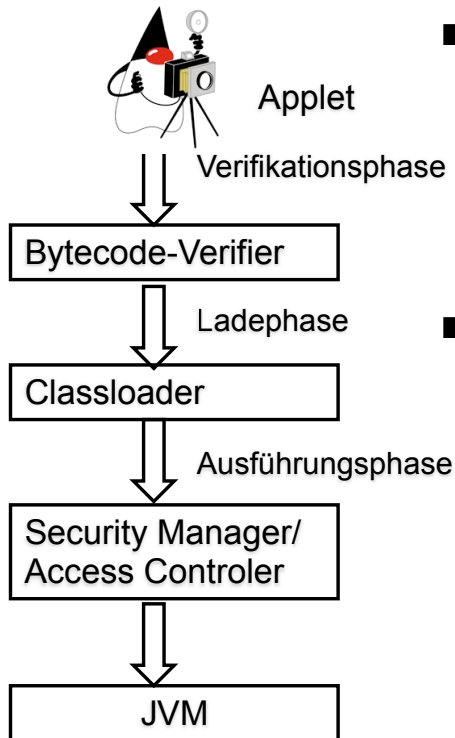 Applet
Verifikationsphase
Bytecode-Verifier
Ladephase
Classloader
Ausführungsphase
Security Manager/
Access Controler
JVM